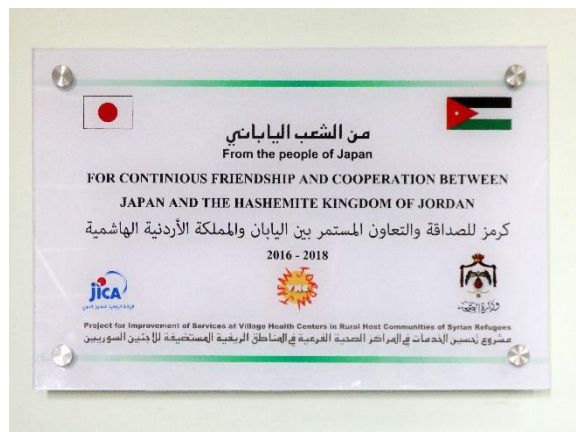 من الشعب الياباني
From the people of Japan
FOR CONTINIOUS FRIENDSHIP AND COOPERATION BETWEEN
JAPAN AND THE HASHEMITE KINGDOM OF JORDAN
كرمز للصداقة والتعاون المستمر بين اليابان والمملكة الأردنية الهاشمية
2016 - 2018
jica
VHC
وزارة الصحة
Project for Improvement of Services at Village Health Centers in Rural Host Communities of Syrian Refugees
مشروع تحسين الخدمات في المراكز الصحية الفرعية في المناطق الريفية المستضيفة للاجئين السوريين